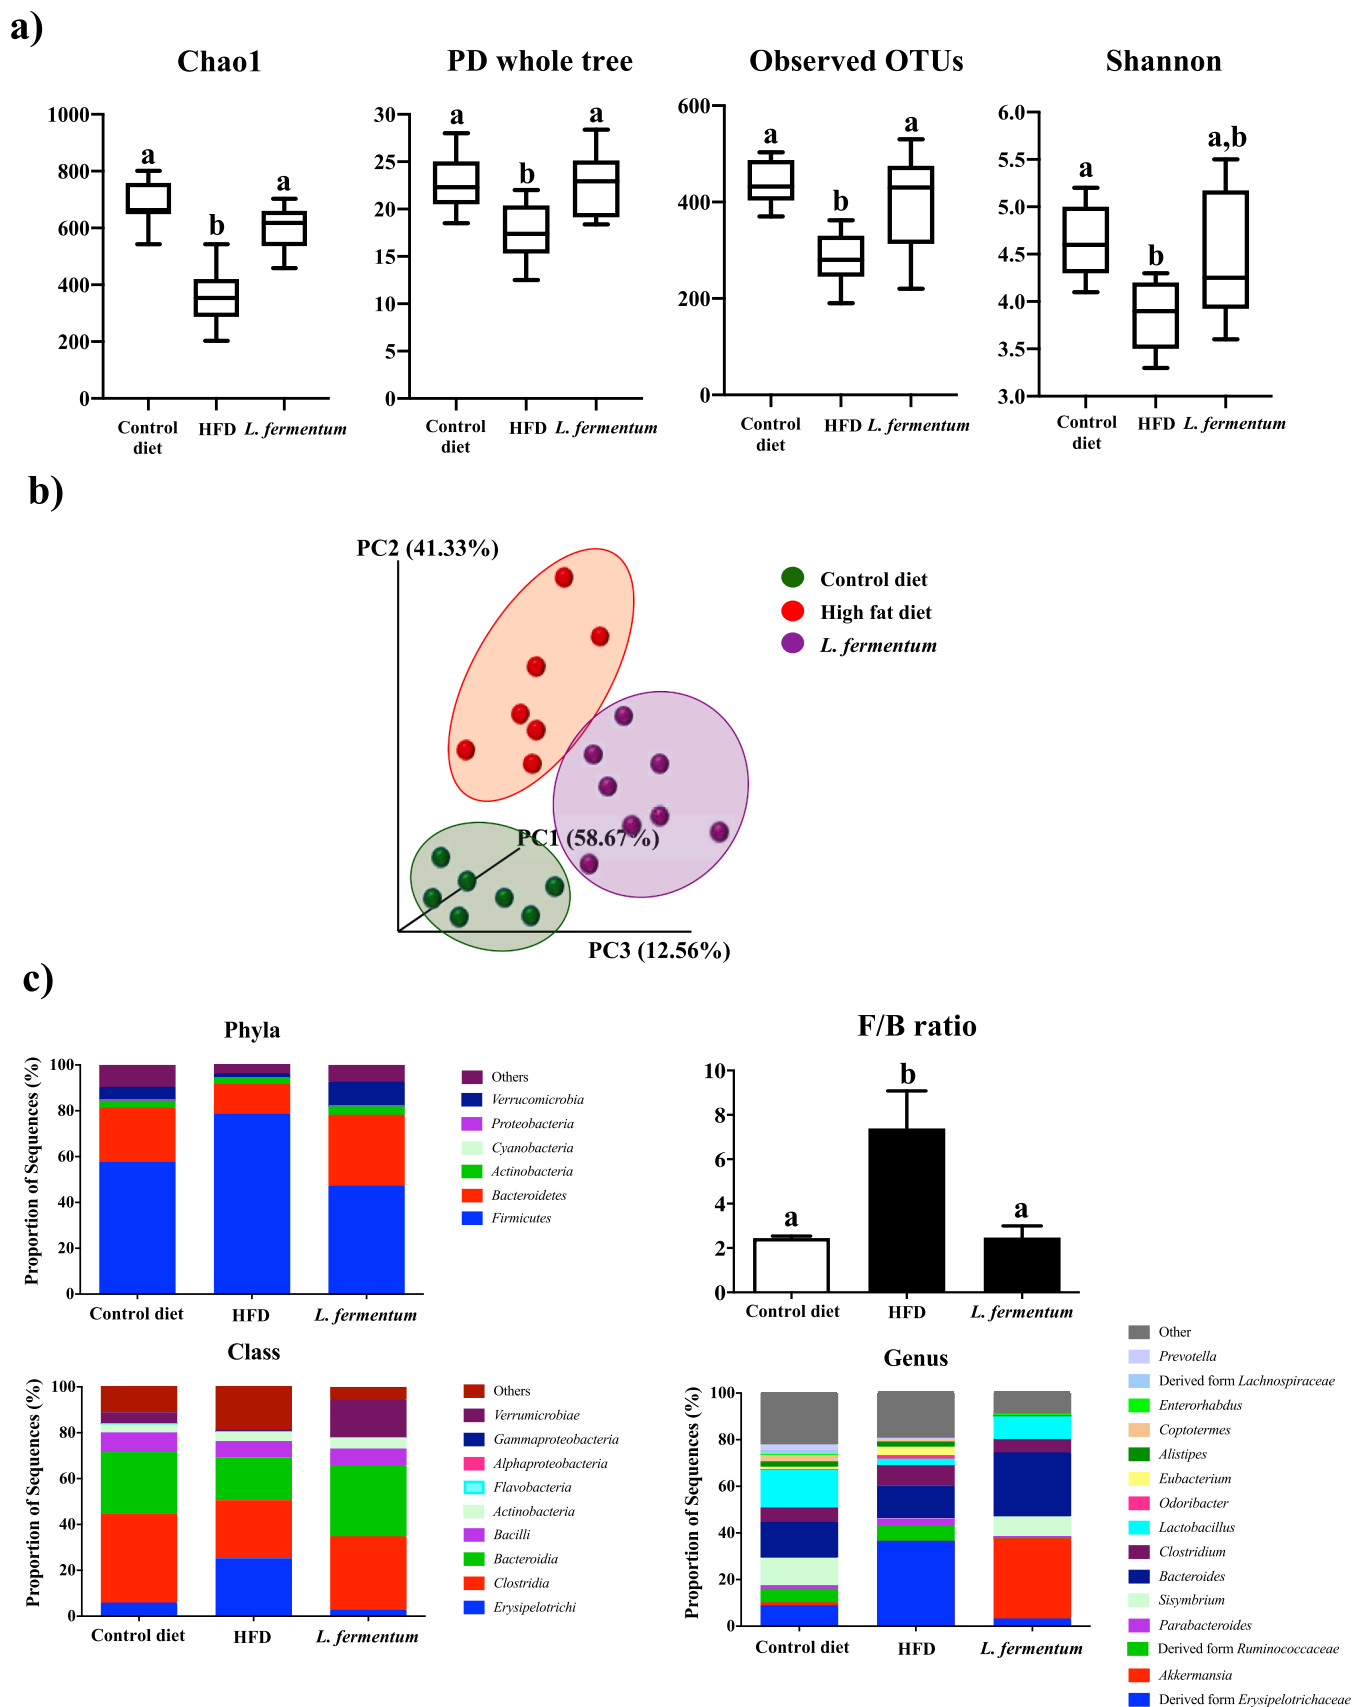 a)
Chao1
PD whole tree
Observed OTUs
Shannon
1000
800
600
400
200
0
a
b
a
Control diet
HFD
L. fermentum
30
25
20
15
10
5
0
a
b
a
Control diet
HFD
L. fermentum
600
400
200
0
a
b
a
Control diet
HFD
L. fermentum
6.0
5.5
5.0
4.5
4.0
3.5
3.0
a
b
a,b
Control diet
HFD
L. fermentum
b)
PC2 (41.33%)
PC1 (58.67%)
PC3 (12.56%)
Control diet
High fat diet
L. fermentum
c)
Phyla
Proportion of Sequences (%)
100
80
60
40
20
0
Control diet
HFD
L. fermentum
Others
Verrucomicrobia
Proteobacteria
Cyanobacteria
Actinobacteria
Bacteroidetes
Firmicutes
F/B ratio
10
8
6
4
2
0
a
b
a
Control diet
HFD
L. fermentum
Class
Proportion of Sequences (%)
100
80
60
40
20
0
Control diet
HFD
L. fermentum
Others
Verrumicrobiae
Gammaproteobacteria
Alphaproteobacteria
Flavobacteria
Actinobacteria
Bacilli
Bacteroidia
Clostridia
Erysipelotrichi
Genus
Proportion of Sequences (%)
100
80
60
40
20
0
Control diet
HFD
L. fermentum
Other
Prevotella
Derived form Lachnospiraceae
Enterorhabdus
Coptotermes
Alistipes
Eubacterium
Odoribacter
Lactobacillus
Clostridium
Bacteroides
Sisymbrium
Parabacteroides
Derived form Ruminococcaceae
Akkermansia
Derived form Erysipelotrichaceae